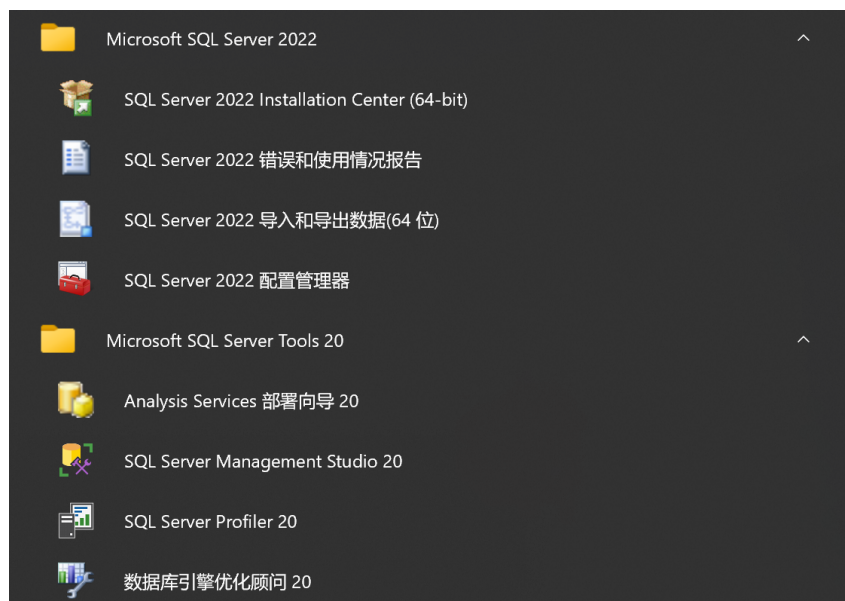 Microsoft SQL Server 2022
SQL Server 2022 Installation Center (64-bit)
SQL Server 2022 错误和使用情况报告
SQL Server 2022 导入和导出数据(64 位)
SQL Server 2022 配置管理器
Microsoft SQL Server Tools 20
Analysis Services 部署向导 20
SQL Server Management Studio 20
SQL Server Profiler 20
数据库引擎优化顾问 20